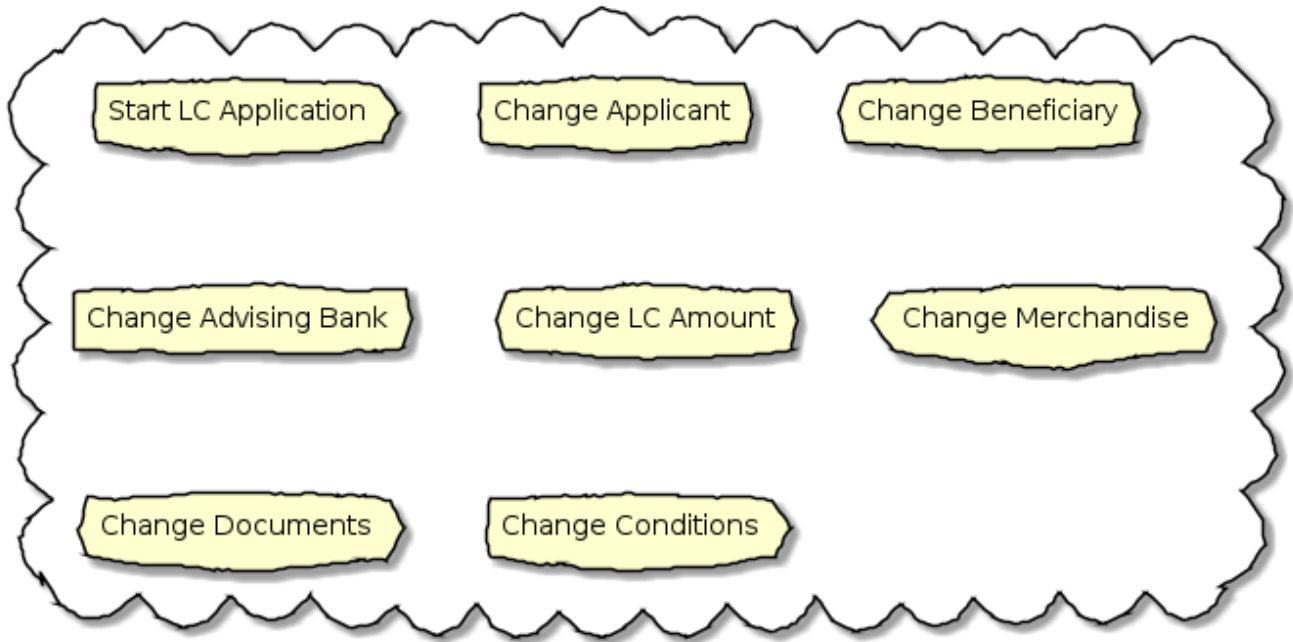 Start LC Application
Change Applicant
Change Beneficiary
Change Advising Bank
Change LC Amount
Change Merchandise
Change Documents
Change Conditions